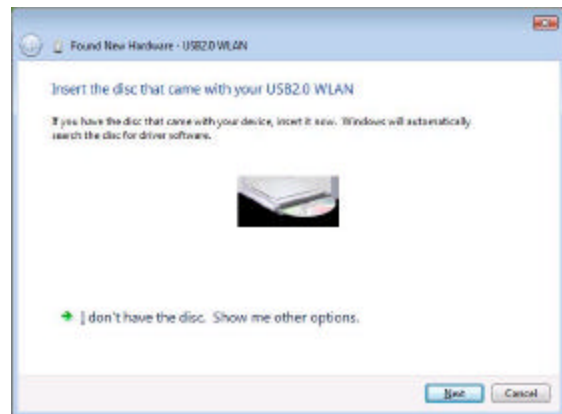 Found New Hardware - USB2.0 WLAN
Insert the disc that came with your USB2.0 WLAN
If you have the disc that came with your device, insert it now. Windows will automatically
search the disc for driver software.
I don't have the disc. Show me other options.
Next Cancel